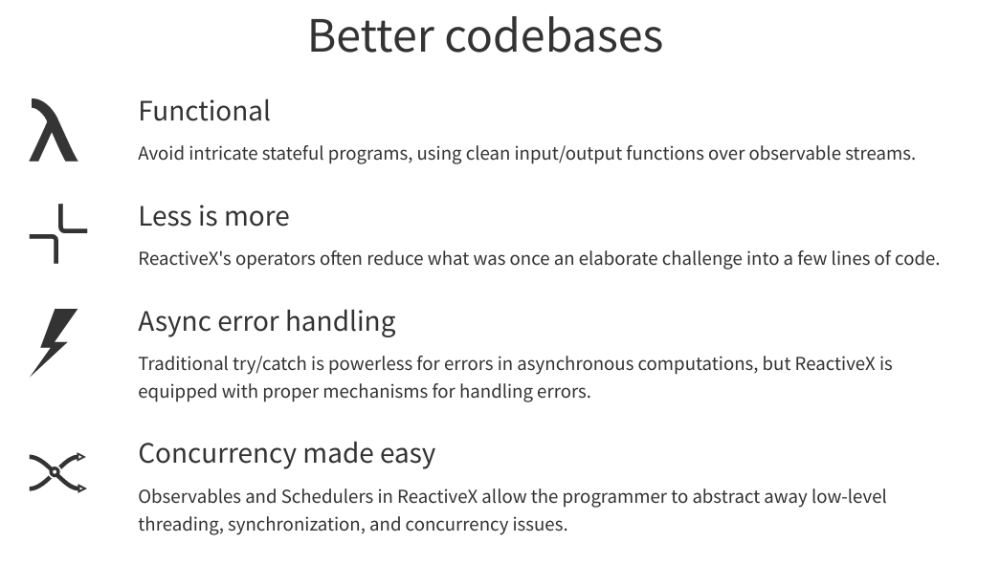 Better codebases
Functional
Avoid intricate stateful programs, using clean input/output functions over observable streams.
Less is more
ReactiveX's operators often reduce what was once an elaborate challenge into a few lines of code.
Async error handling
Traditional try/catch is powerless for errors in asynchronous computations, but ReactiveX is
equipped with proper mechanisms for handling errors.
Concurrency made easy
Observables and Schedulers in ReactiveX allow the programmer to abstract away low-level
threading, synchronization, and concurrency issues.